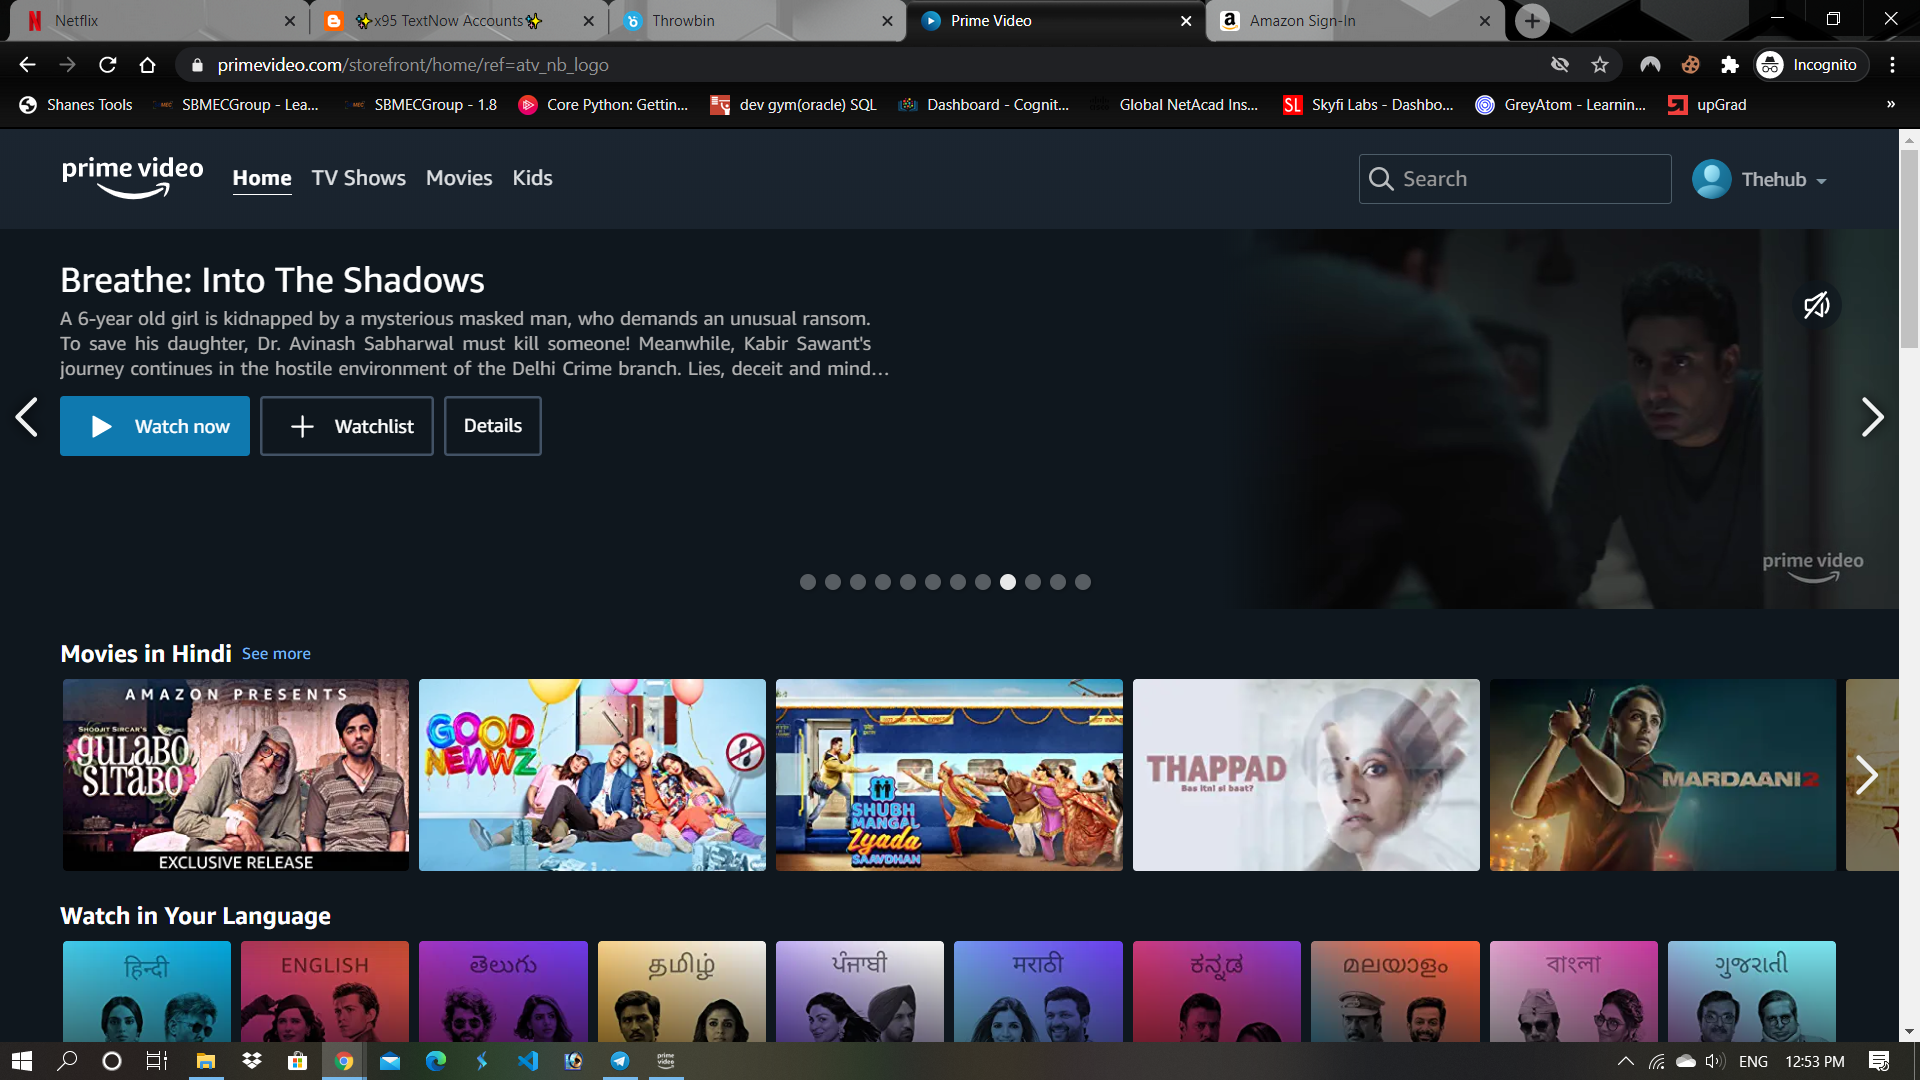 Netflix
✨x95 TextNow Accounts✨
Throwbin
Prime Video
Amazon Sign-In
primevideo.com/storefront/home/ref=atv_nb_logo
Incognito
Shanes Tools
SBMECGroup - Lea...
SBMECGroup - 1.8
Core Python: Gettin...
dev gym(oracle) SQL
Dashboard - Cognit...
Global NetAcad Ins...
SL
Skyfi Labs - Dashbo...
GreyAtom - Learnin...
upGrad
»
prime video
Home
TV Shows
Movies
Kids
Search
Thehub
Breathe: Into The Shadows
A 6-year old girl is kidnapped by a mysterious masked man, who demands an unusual ransom.
To save his daughter, Dr. Avinash Sabharwal must kill someone! Meanwhile, Kabir Sawant's
journey continues in the hostile environment of the Delhi Crime branch. Lies, deceit and mind...
Watch now
Watchlist
Details
prime video
Movies in Hindi See more
AMAZON PRESENTS
SHOOJIT SIRCAR'S
GULABO
SITABO
EXCLUSIVE RELEASE
GOOD
NEWWZ
SHUBH
MANGAL
Zyada
SAAVDHAN
THAPPAD
Bas itni si baat?
MARDAANI 2
Watch in Your Language
हिन्दी
ENGLISH
తెలుగు
தமிழ்
ਪੰਜਾਬੀ
मराठी
ಕನ್ನಡ
മലയാളം
বাংলা
ગુજરાતી
prime
video
ENG
12:53 PM